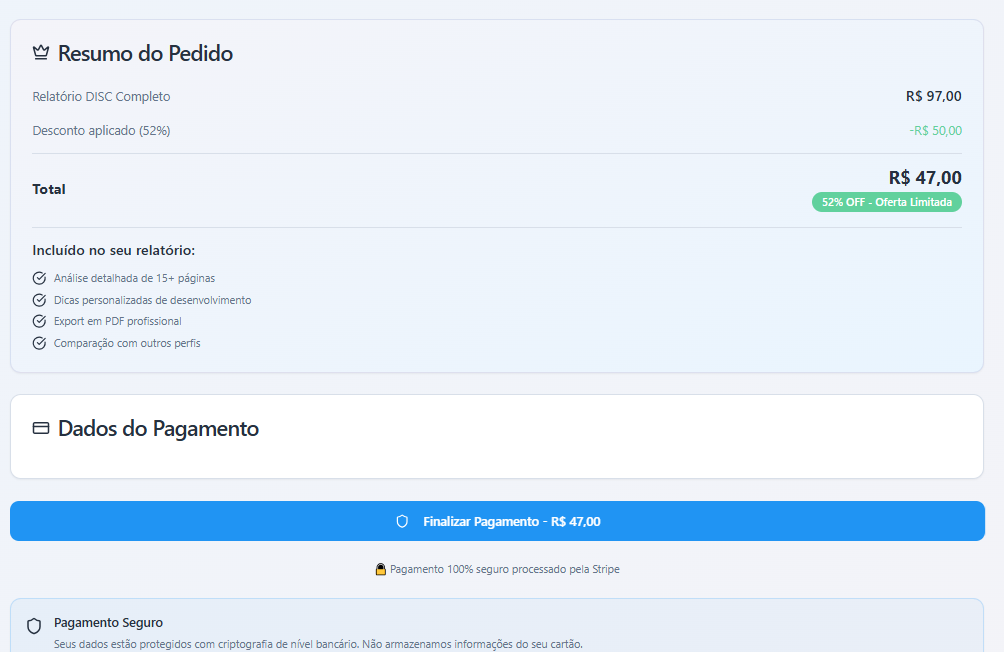 Resumo do Pedido
Relatório DISC Completo R$ 97,00
Desconto aplicado (52%) -R$ 50,00
Total R$ 47,00
52% OFF - Oferta Limitada
Incluído no seu relatório:
Análise detalhada de 15+ páginas
Dicas personalizadas de desenvolvimento
Export em PDF profissional
Comparação com outros perfis
Dados do Pagamento
Finalizar Pagamento - R$ 47,00
Pagamento 100% seguro processado pela Stripe
Pagamento Seguro
Seus dados estão protegidos com criptografia de nível bancário. Não armazenamos informações do seu cartão.